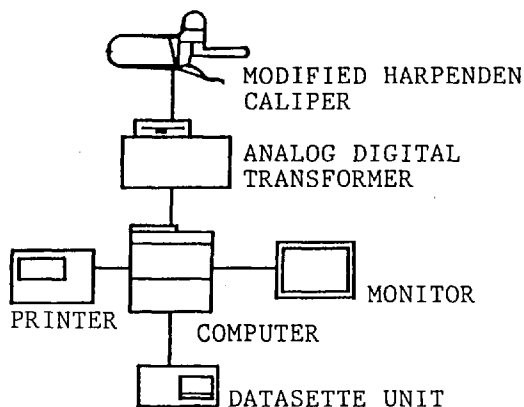 MODIFIED HARPENDEN
CALIPER
ANALOG DIGITAL
TRANSFORMER
MONITOR
PRINTER
COMPUTER
DATASETTE UNIT